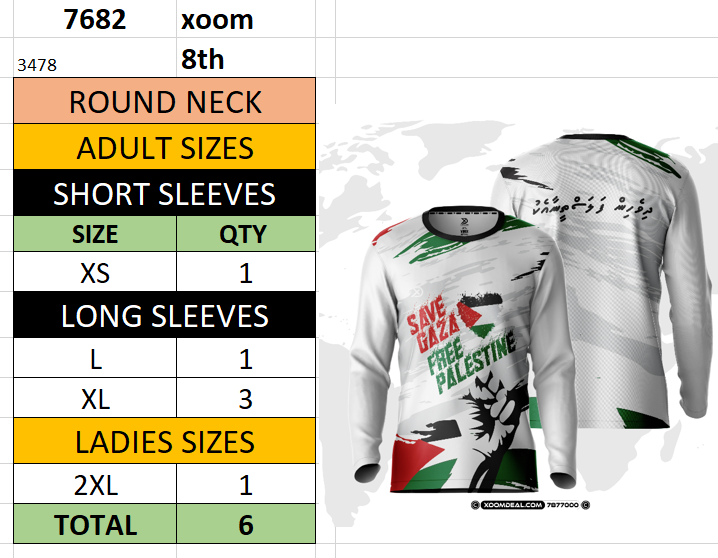 7682 xoom
3478 8th
ROUND NECK
ADULT SIZES
SHORT SLEEVES
SIZE QTY
XS 1
LONG SLEEVES
L 1
XL 3
LADIES SIZES
2XL 1
TOTAL 6
ދިވެހިން ފަލަސްޠީނާއެކު
SAVE
GAZA
FREE
PALESTINE
XOOMDEAL.COM 7877000